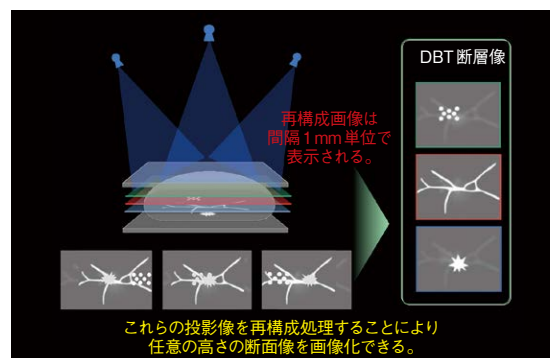 DBT断層像
再構成画像は
間隔1mm単位で
表示される。
これらの投影像を再構成処理することにより
任意の高さの断面像を画像化できる。